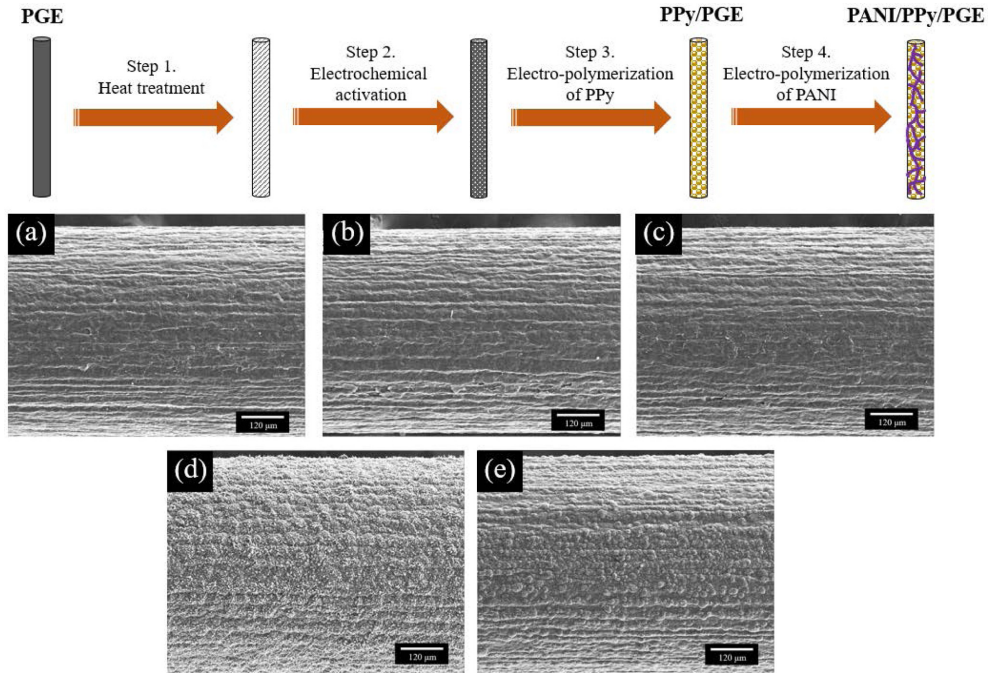 PGE
PPy/PGE
PANI/PPy/PGE
Step 1.
Heat treatment
Step 2.
Electrochemical
activation
Step 3.
Electro-polymerization
of PPy
Step 4.
Electro-polymerization
of PANI
(a)
120 μm
(b)
120 μm
(c)
120 μm
(d)
120 μm
(e)
120 μm